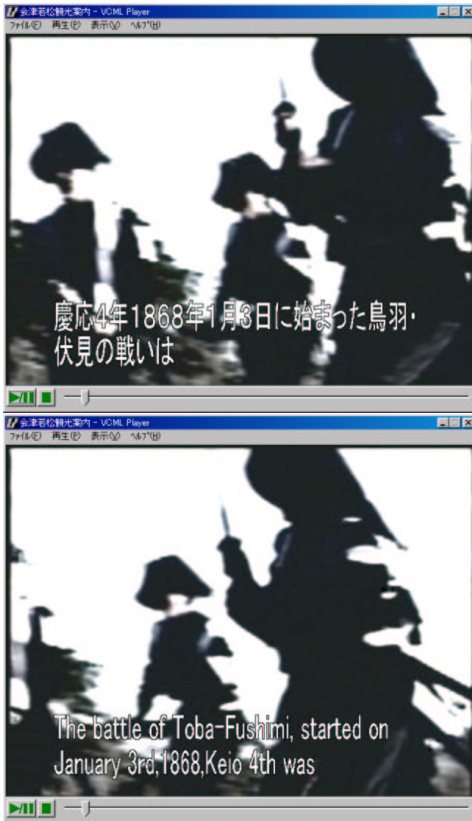 会津若松観光案内 - VCML Player
ファイル(F) 再生(P) 表示(V) ヘルプ(H)
慶応4年1868年1月3日に始まった鳥羽・
伏見の戦いは
会津若松観光案内 - VCML Player
ファイル(F) 再生(P) 表示(V) ヘルプ(H)
The battle of Toba-Fushimi, started on
January 3rd,1868,Keio 4th was